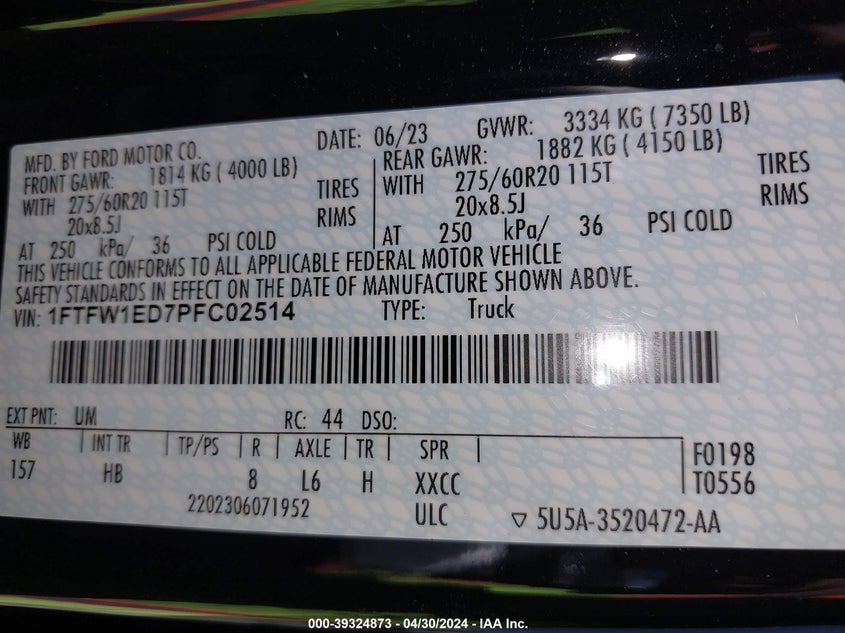 MFD. BY FORD MOTOR CO. DATE: 06/23 GVWR: 3334 KG ( 7350 LB)
FRONT GAWR: 1814 KG ( 4000 LB) REAR GAWR: 1882 KG ( 4150 LB)
WITH 275/60R20 115T TIRES WITH 275/60R20 115T TIRES
20x8.5J RIMS 20x8.5J RIMS
AT 250 kPa/ 36 PSI COLD AT 250 kPa/ 36 PSI COLD
THIS VEHICLE CONFORMS TO ALL APPLICABLE FEDERAL MOTOR VEHICLE
SAFETY STANDARDS IN EFFECT ON THE DATE OF MANUFACTURE SHOWN ABOVE.
VIN: 1FTFW1ED7PFC02514 TYPE: Truck
EXT PNT: UM RC: 44 DSO:
WB INT TR TP/PS R AXLE TR SPR F0198
157 HB 8 L6 H XXCC T0556
2202306071952 ULC ▽ 5U5A-3520472-AA
000-39324873 - 04/30/2024 - IAA Inc.